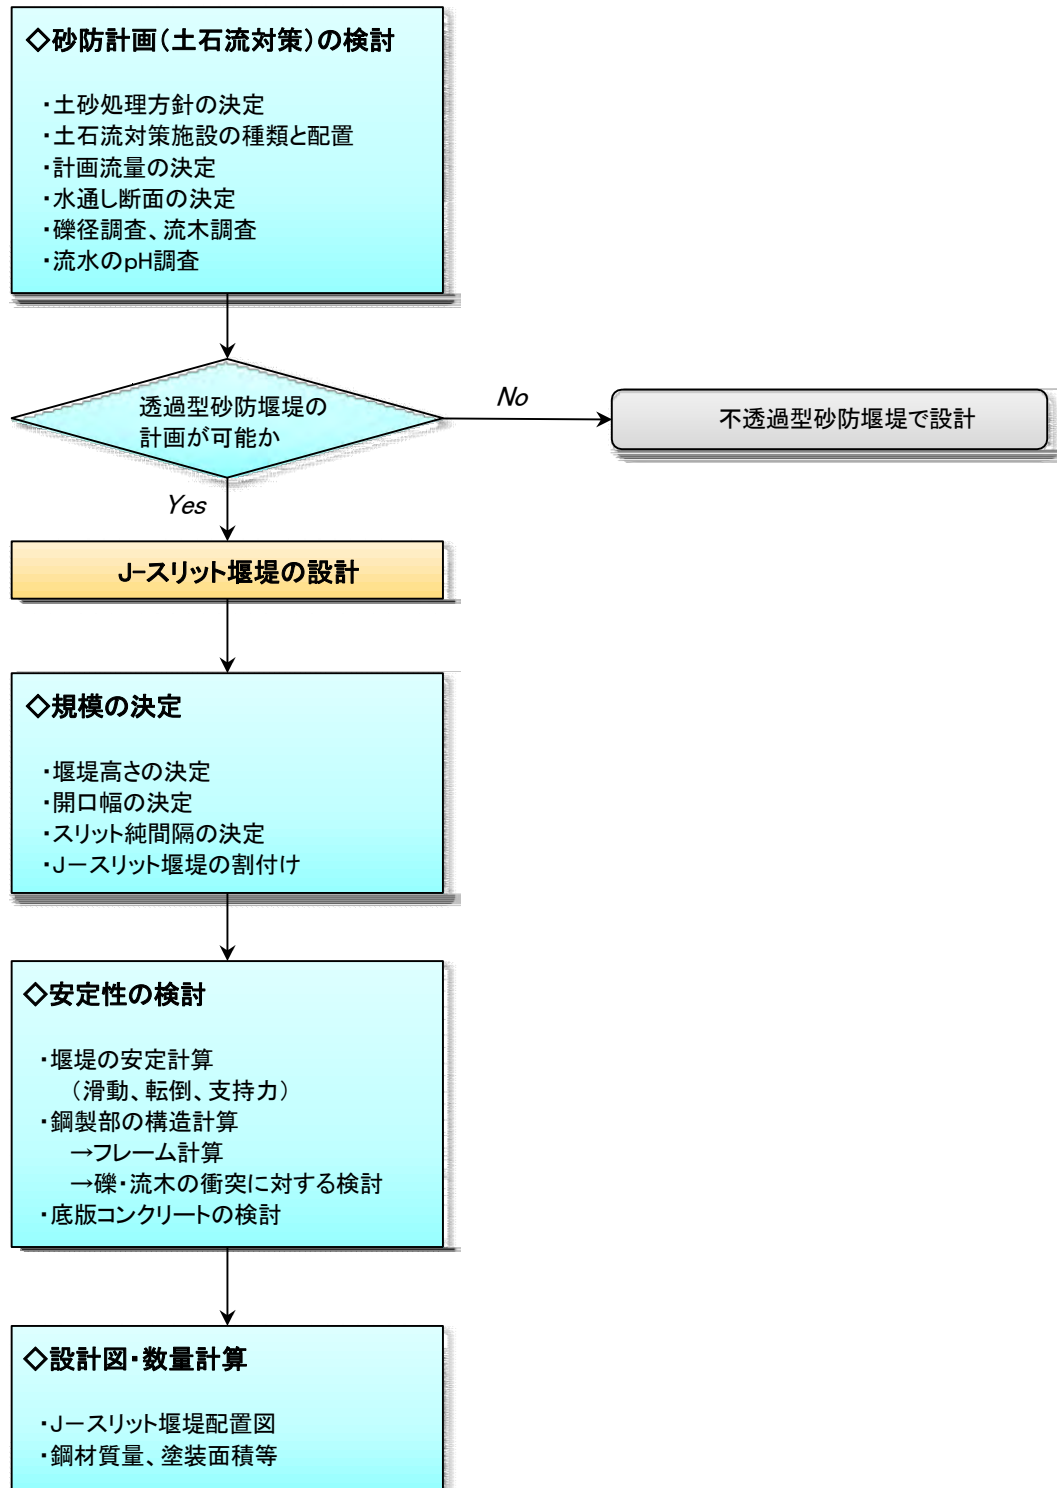 ◇砂防計画(土石流対策)の検討
・土砂処理方針の決定
・土石流対策施設の種類と配置
・計画流量の決定
・水通し断面の決定
・礫径調査、流木調査
・流水のpH調査
透過型砂防堰堤の
計画が可能か
No
不透過型砂防堰堤で設計
Yes
J-スリット堰堤の設計
◇規模の決定
・堰堤高さの決定
・開口幅の決定
・スリット純間隔の決定
・J－スリット堰堤の割付け
◇安定性の検討
・堰堤の安定計算
（滑動、転倒、支持力）
・鋼製部の構造計算
→フレーム計算
→礫・流木の衝突に対する検討
・底版コンクリートの検討
◇設計図・数量計算
・J－スリット堰堤配置図
・鋼材質量、塗装面積等